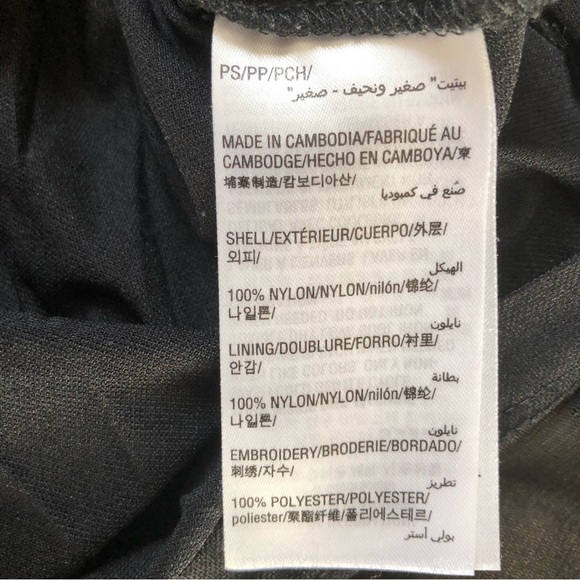 PS/PP/PCH/
بيتيت" صغير ونحيف - صغير"
MADE IN CAMBODIA/FABRIQUÉ AU
CAMBODGE/HECHO EN CAMBOYA/柬
埔寨制造/캄보디아산/
صُنع في كمبوديا
SHELL/EXTÉRIEUR/CUERPO/外层/
외피/
الهيكل
100% NYLON/NYLON/nilón/锦纶/
나일론/
نايلون
LINING/DOUBLURE/FORRO/衬里/
안감/
بطانة
100% NYLON/NYLON/nilón/锦纶/
나일론/
نايلون
EMBROIDERY/BRODERIE/BORDADO/
刺绣/자수/
تطريز
100% POLYESTER/POLYESTER/
poliester/聚酯纤维/폴리에스테르/
بولي أستر